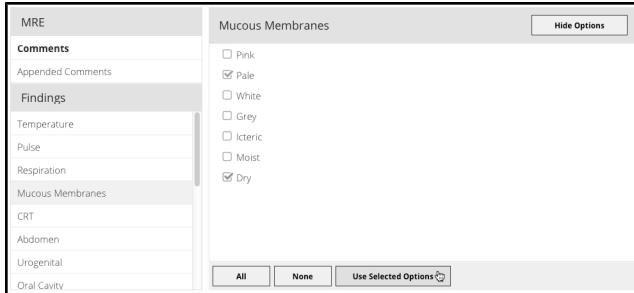 MRE
Comments
Appended Comments
Findings
Temperature
Pulse
Respiration
Mucous Membranes
CRT
Abdomen
Urogenital
Oral Cavity
Mucous Membranes
Hide Options
Pink
Pale
White
Grey
Icteric
Moist
Dry
All
None
Use Selected Options